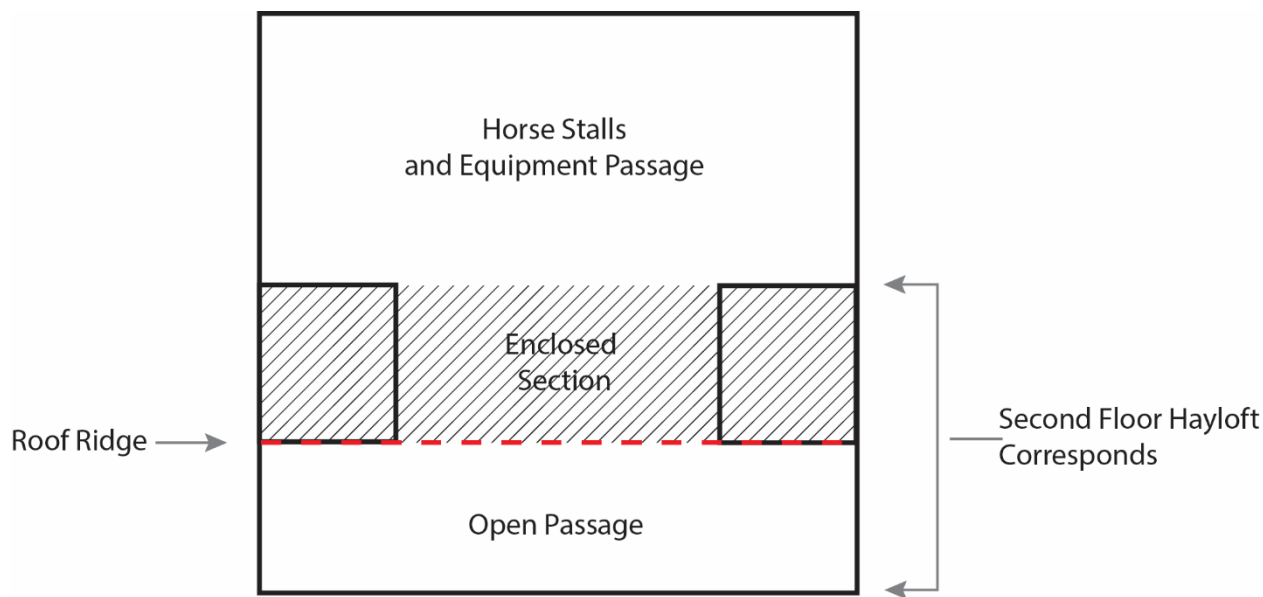 Horse Stalls
and Equipment Passage
Enclosed
Section
Roof Ridge
Second Floor Hayloft
Corresponds
Open Passage